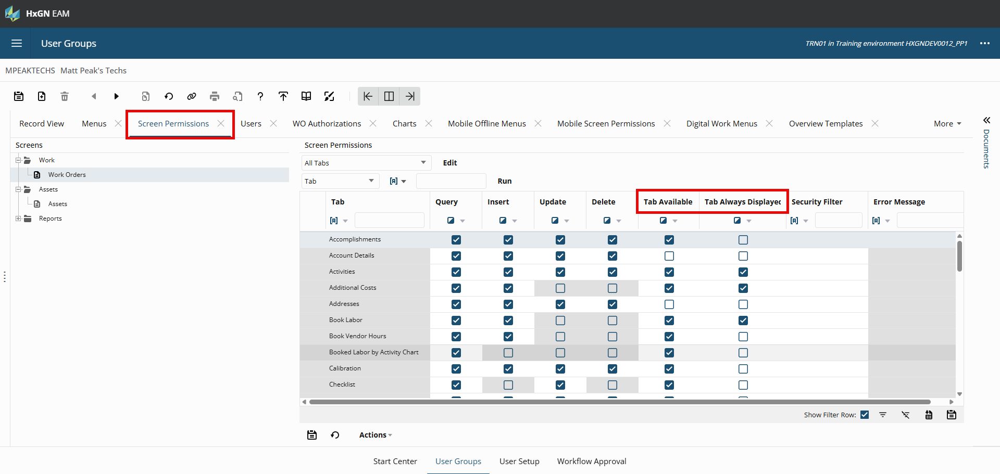 HxGN EAM
User Groups
TRN01 in Training environment HXGNDEV0012_PP1
MPEAKTECHS Matt Peak's Techs
Record View Menus Screen Permissions Users WO Authorizations Charts Mobile Offline Menus Mobile Screen Permissions Digital Work Menus Overview Templates More
Documents
Screens
Work
Work Orders
Assets
Assets
Reports
Screen Permissions
All Tabs Edit
Tab Run
Tab Query Insert Update Delete Tab Available Tab Always Displayed Security Filter Error Message
Accomplishments
Account Details
Activities
Additional Costs
Addresses
Book Labor
Book Vendor Hours
Booked Labor by Activity Chart
Calibration
Checklist
Show Filter Row:
Actions
Start Center User Groups User Setup Workflow Approval